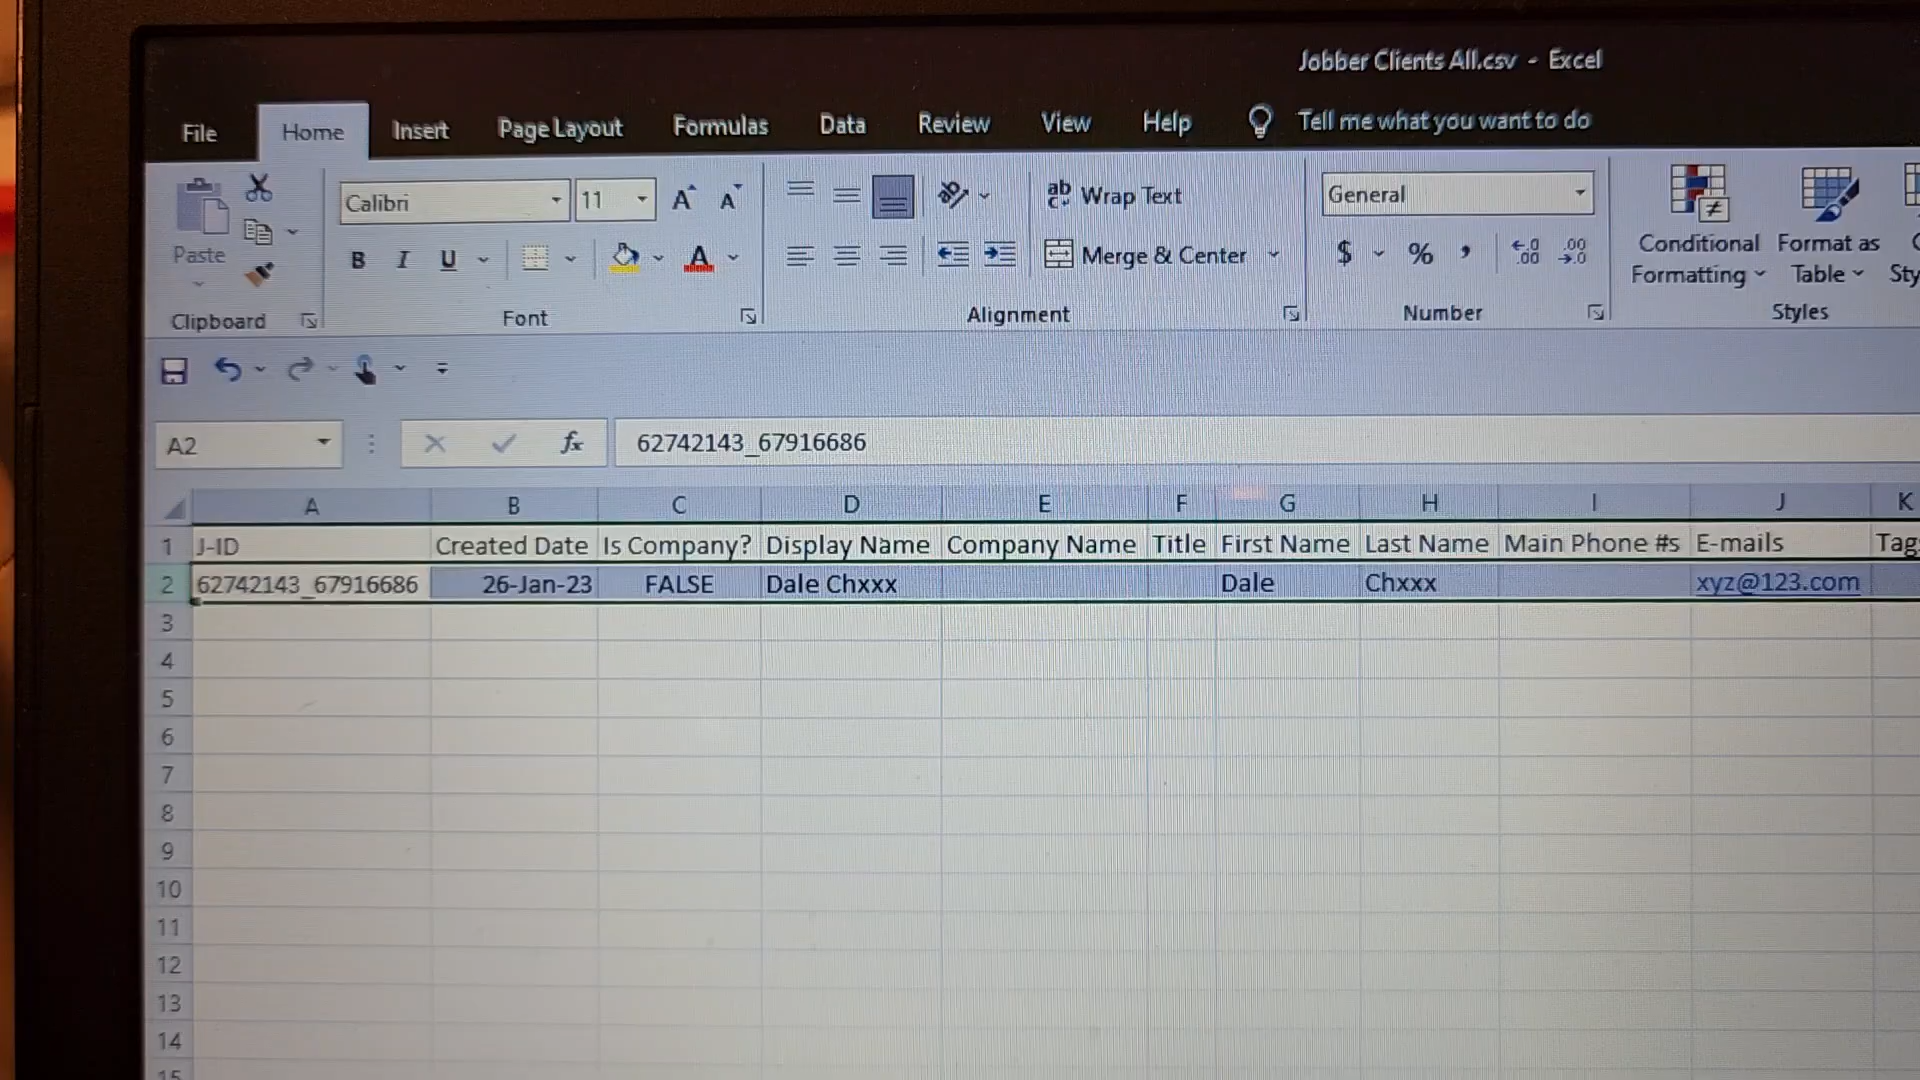 Jobber Clients All.csv - Excel
File Home Insert Page Layout Formulas Data Review View Help Tell me what you want to do
Calibri 11 A A ab Wrap Text General
Paste B I U A Merge & Center $ % , Conditional Formatting Format as Table
Clipboard Font Alignment Number Styles
A2 fx 62742143_67916686
A B C D E F G H I J K
1 J-ID Created Date Is Company? Display Name Company Name Title First Name Last Name Main Phone #s E-mails Tag
2 62742143_67916686 26-Jan-23 FALSE Dale Chxxx Dale Chxxx xyz@123.com
3
4
5
6
7
8
9
10
11
12
13
14
15